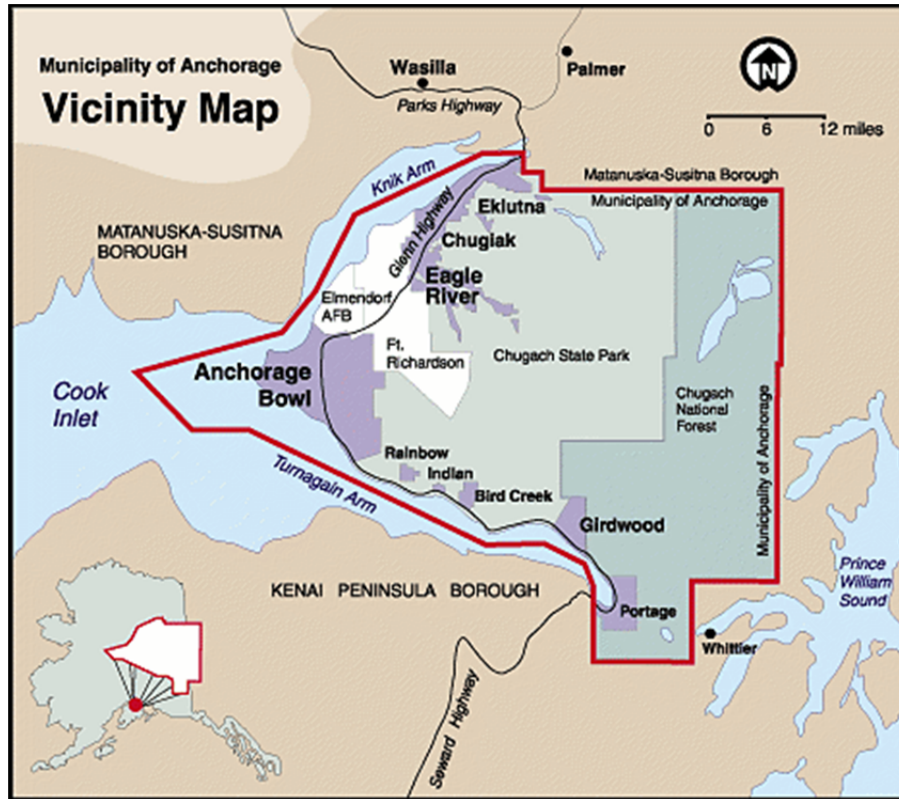 Municipality of Anchorage
Vicinity Map
Wasilla
Palmer
Parks Highway
N
0 6 12 miles
Knik Arm
Matanuska-Susitna Borough
Municipality of Anchorage
MATANUSKA-SUSITNA
BOROUGH
Glenn Highway
Eklutna
Chugiak
Eagle
River
Elmendorf
AFB
Ft.
Richardson
Chugach State Park
Cook
Inlet
Anchorage
Bowl
Chugsch
National
Forest
Municipality of Anchorage
Rainbow
Indian
Bird Creek
Turnagain Arm
Girdwood
KENAI PENINSULA BOROUGH
Prince
William
Sound
Portage
Whittier
Seward Highway